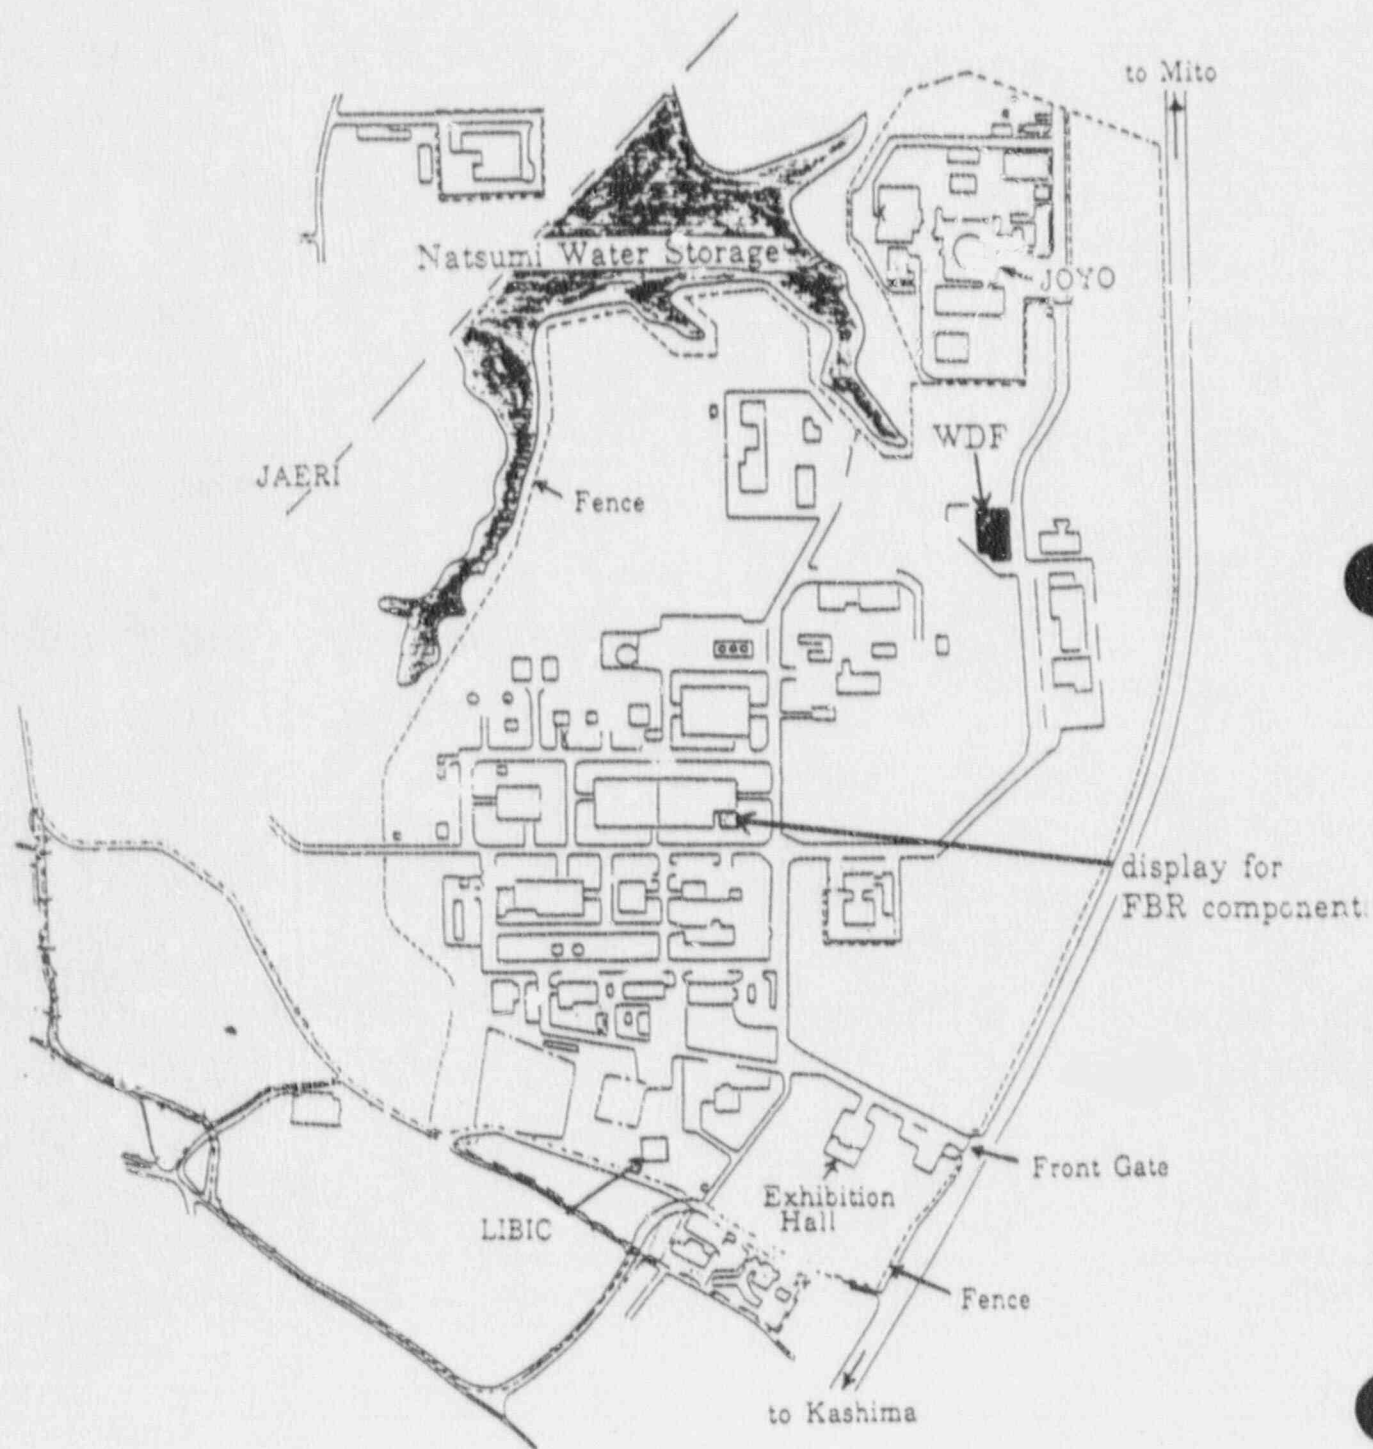 to Mito
Natsumi Water Storage
JOYO
WDF
JAERI
Fence
display for
FBR component
Front Gate
Exhibition
Hall
LIBIC
P
Fence
to Kashima